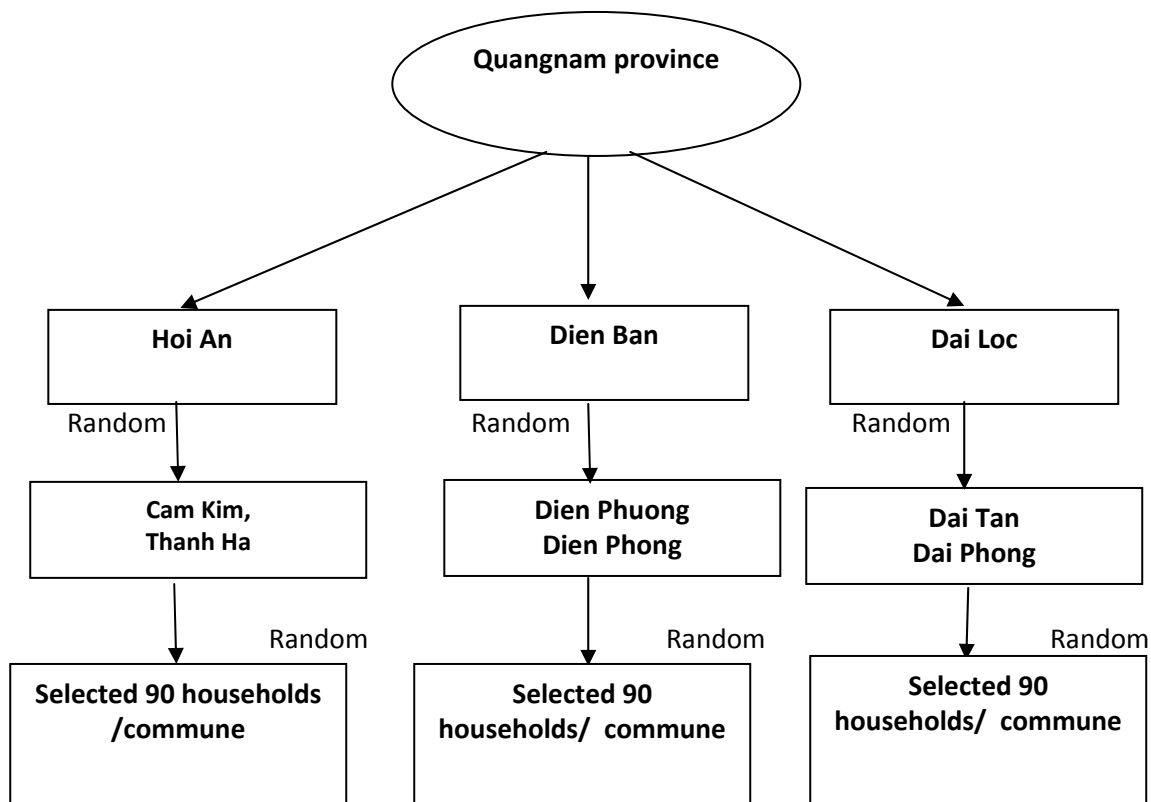 Quangnam province
Hoi An
Dien Ban
Dai Loc
Random
Random
Random
Cam Kim,
Thanh Ha
Dien Phuong
Dien Phong
Dai Tan
Dai Phong
Random
Random
Random
Selected 90 households
/commune
Selected 90
households/ commune
Selected 90
households/ commune